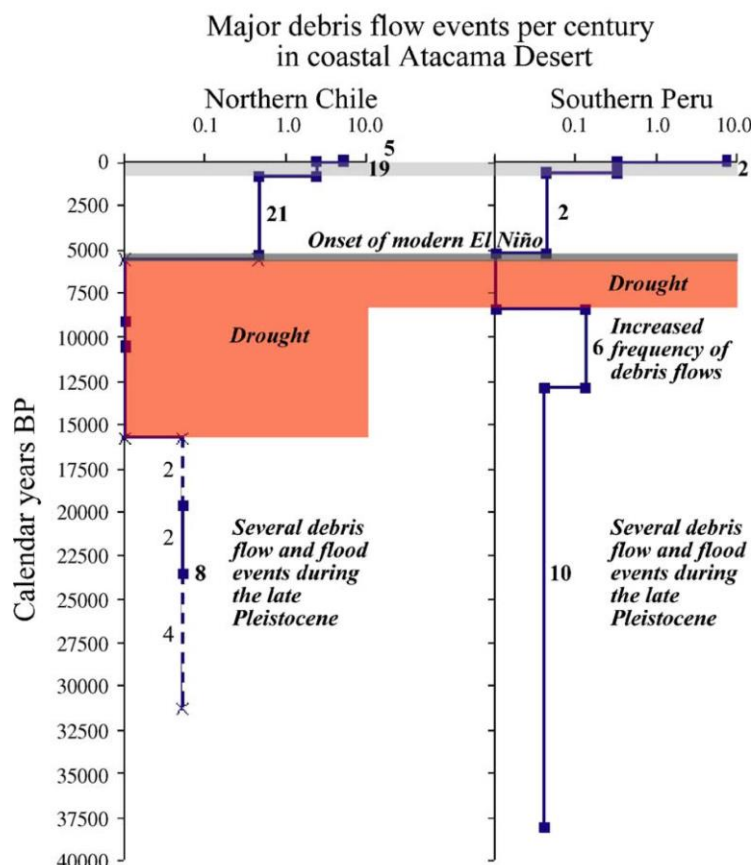 Major debris flow events per century
in coastal Atacama Desert
Northern Chile
Southern Peru
0.1 1.0 10.0
0.1 1.0 10.0
0
2500
5000
7500
10000
12500
15000
17500
20000
22500
25000
27500
30000
32500
35000
37500
40000
Calendar years BP
5
19
21
Onset of modern El Niño
Drought
2
2
8
4
Several debris
flow and flood
events during
the late
Pleistocene
2
2
Drought
6
Increased
frequency of
debris flows
10
Several debris
flow and flood
events during
the late
Pleistocene